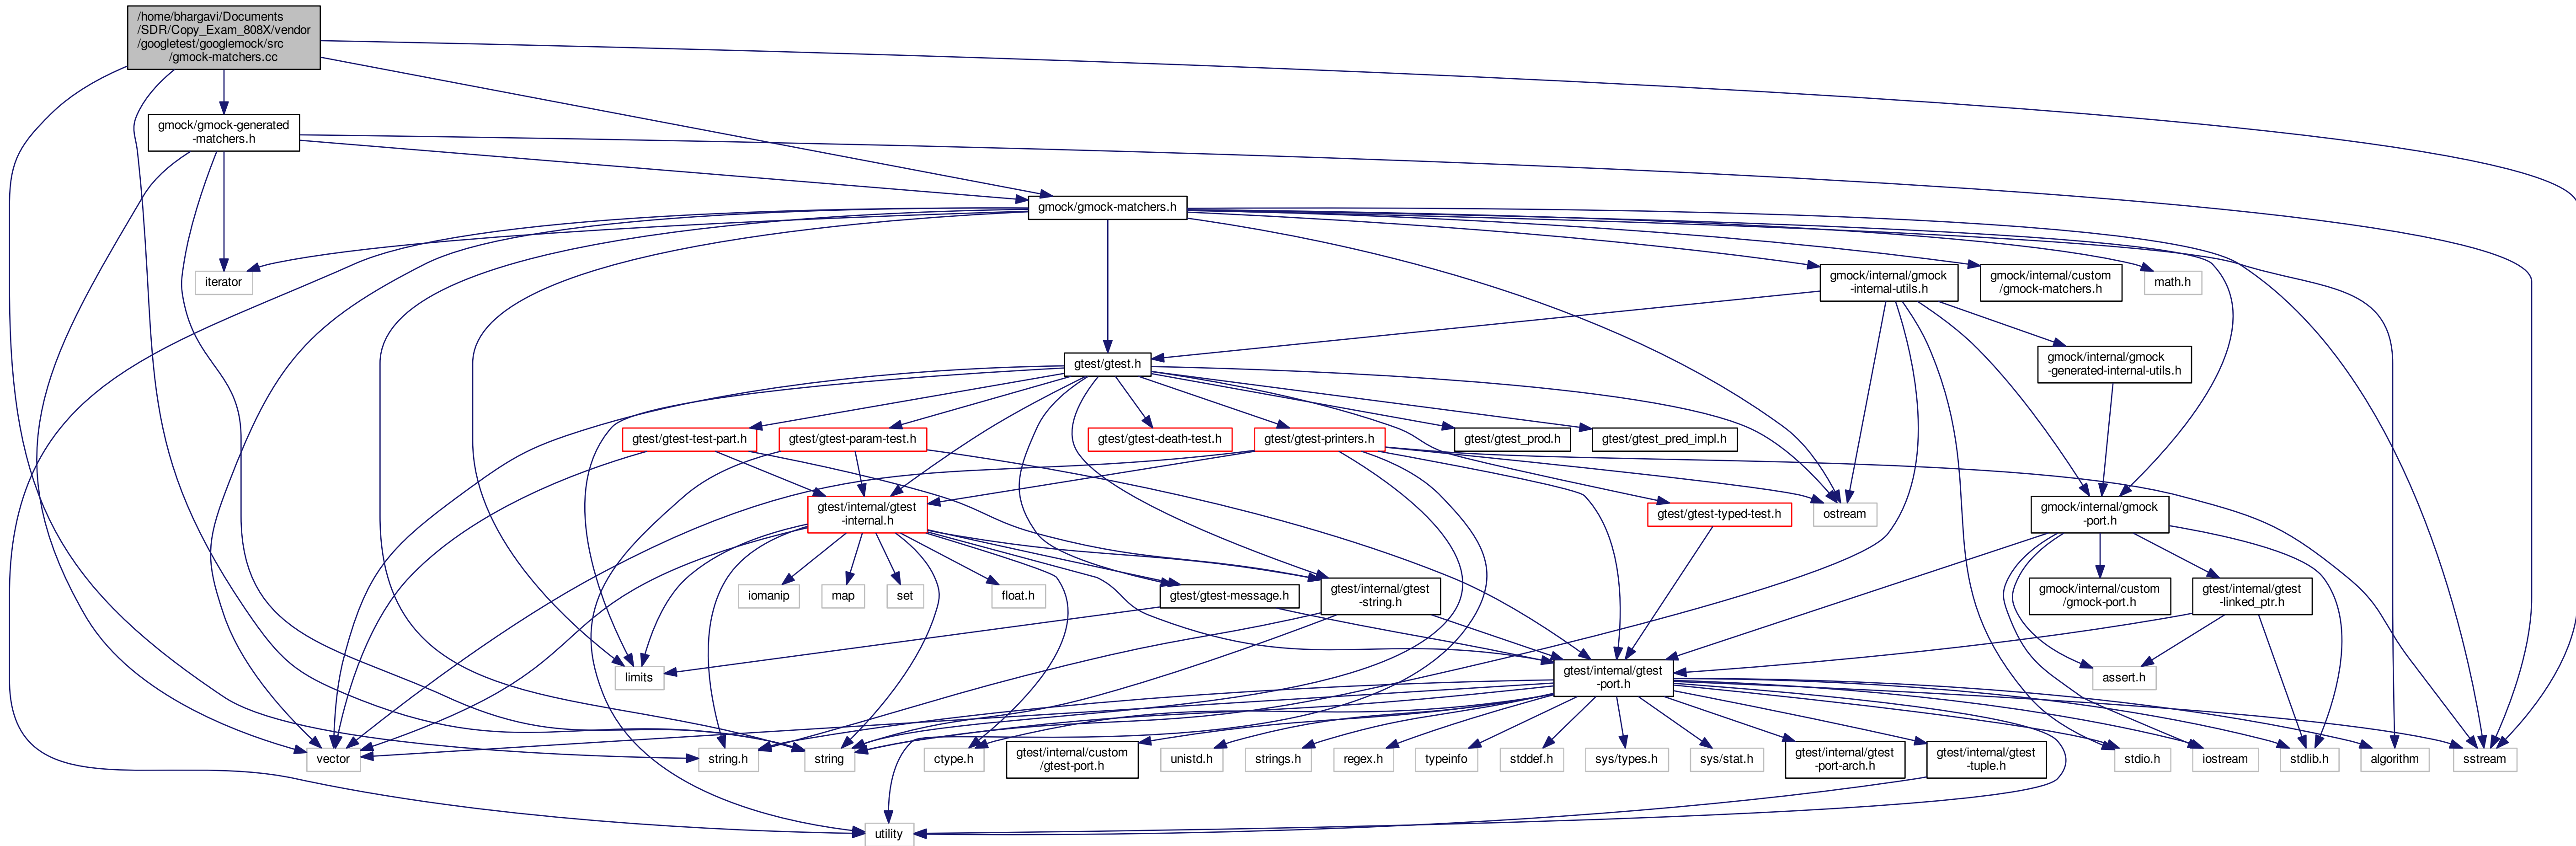 /home/bhargavi/Documents
/SDR/Copy_Exam_808X/vendor
/googletest/googlemock/src
/gmock-matchers.cc
gmock/gmock-generated
-matchers.h
gmock/gmock-matchers.h
iterator
gmock/internal/gmock
-internal-utils.h
gmock/internal/custom
/gmock-matchers.h
math.h
gtest/gtest.h
gmock/internal/gmock
-generated-internal-utils.h
gtest/gtest-test-part.h
gtest/gtest-param-test.h
gtest/gtest-death-test.h
gtest/gtest-printers.h
gtest/gtest_prod.h
gtest/gtest_pred_impl.h
gtest/internal/gtest
-internal.h
gtest/gtest-typed-test.h
ostream
gmock/internal/gmock
-port.h
iomanip
map
set
float.h
gtest/gtest-message.h
gtest/internal/gtest
-string.h
gmock/internal/custom
/gmock-port.h
gtest/internal/gtest
-linked_ptr.h
limits
gtest/internal/gtest
-port.h
assert.h
vector
string.h
string
ctype.h
gtest/internal/custom
/gtest-port.h
unistd.h
strings.h
regex.h
typeinfo
stddef.h
sys/types.h
sys/stat.h
gtest/internal/gtest
-port-arch.h
gtest/internal/gtest
-tuple.h
stdio.h
iostream
stdlib.h
algorithm
sstream
utility